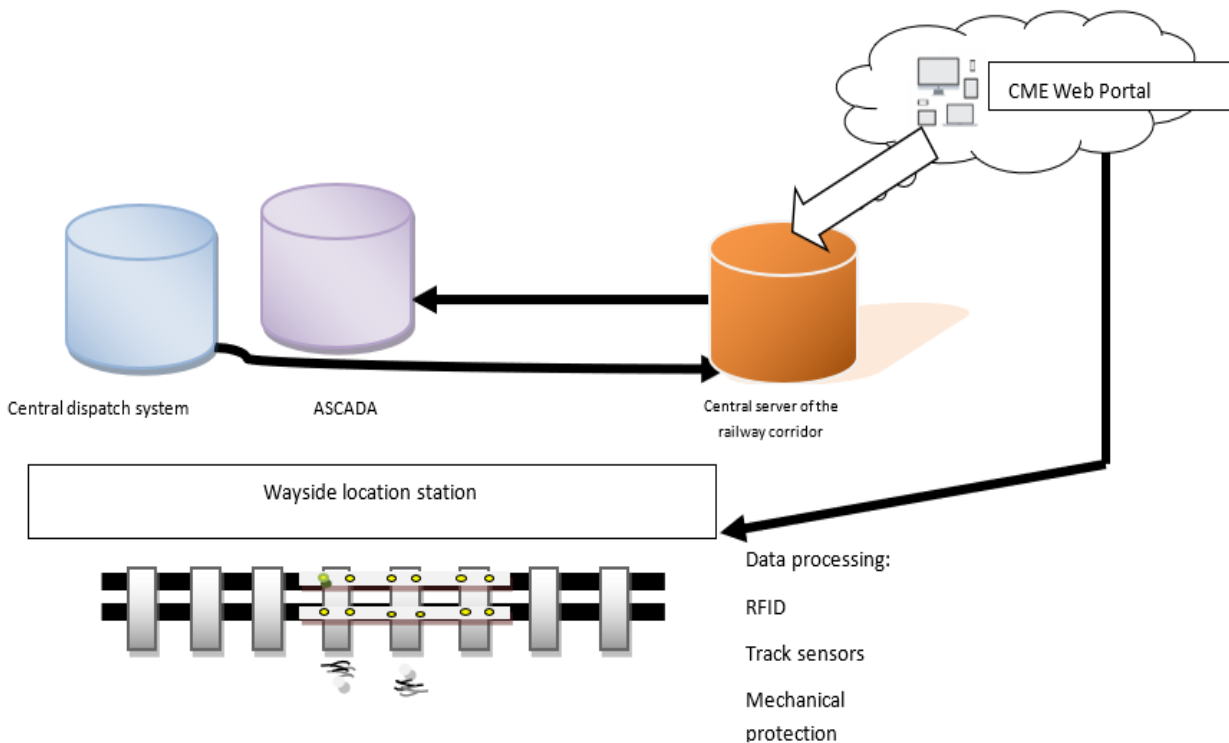 CME Web Portal
Central dispatch system
ASCADA
Central server of the
railway corridor
Wayside location station
Data processing:
RFID
Track sensors
Mechanical
protection